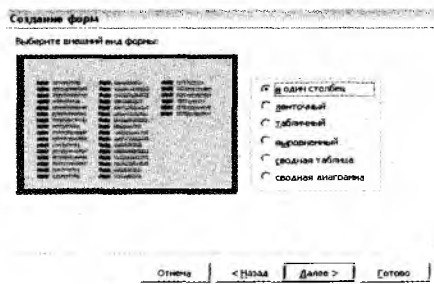 Создание форм
Выберите внешний вид формы:
в один столбец
ленточный
табличный
выровненный
сводная таблица
сводная диаграмма
Отмена
< Назад
Далее >
Готово